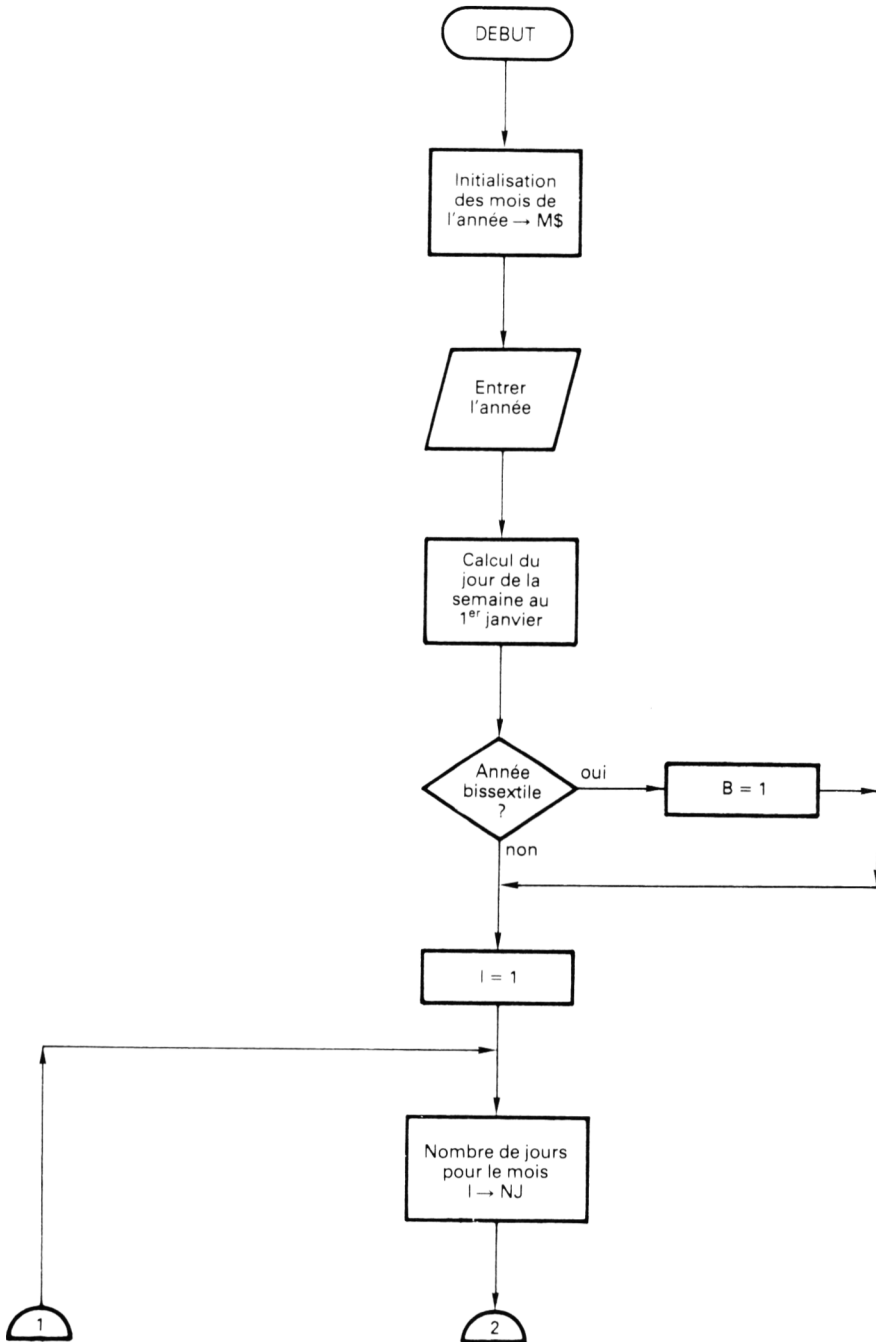 DEBUT
Initialisation
des mois de
l'année → M$
Entrer
l'année
Calcul du
jour de la
semaine au
1er janvier
Année
bissextile
?
oui
B = 1
non
I = 1
Nombre de jours
pour le mois
I → NJ
1
2